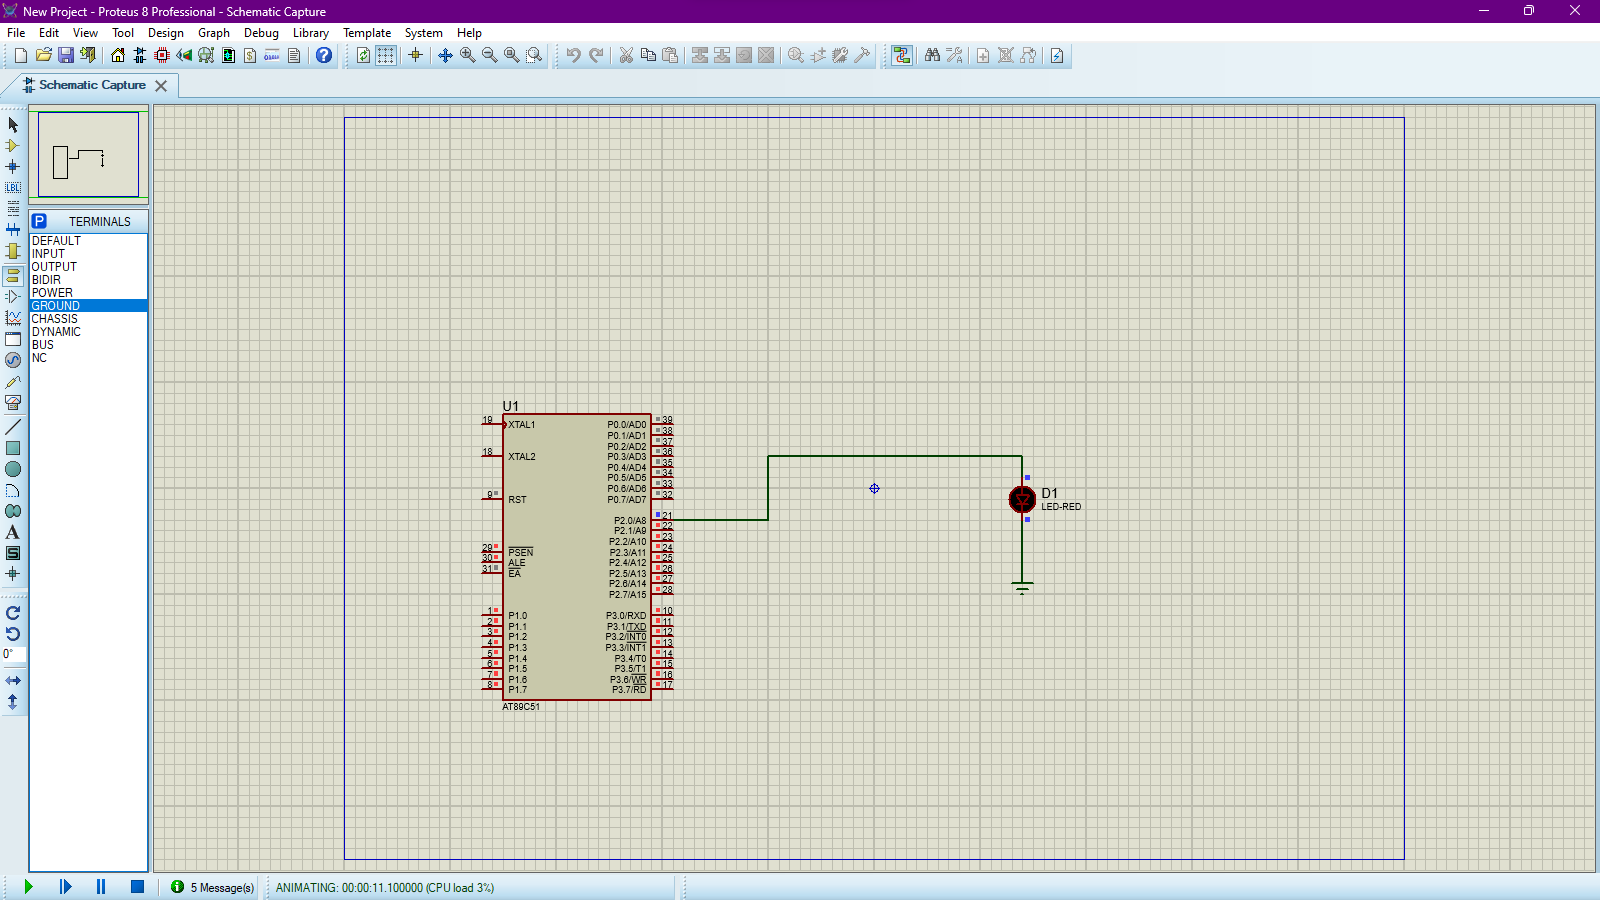 New Project - Proteus 8 Professional - Schematic Capture
File Edit View Tool Design Graph Debug Library Template System Help
Schematic Capture
LBL
P TERMINALS
DEFAULT
INPUT
OUTPUT
BIDIR
POWER
GROUND
CHASSIS
DYNAMIC
BUS
NC
A
S
0°
U1
19 XTAL1 P0.0/AD0 39
P0.1/AD1 38
P0.2/AD2 37
18 XTAL2 P0.3/AD3 36
P0.4/AD4 35
P0.5/AD5 34
P0.6/AD6 33
9 RST P0.7/AD7 32
P2.0/A8 21
P2.1/A9 22
P2.2/A10 23
29 PSEN P2.3/A11 24
30 ALE P2.4/A12 25
31 EA P2.5/A13 26
P2.6/A14 27
P2.7/A15 28
1 P1.0 P3.0/RXD 10
2 P1.1 P3.1/TXD 11
3 P1.2 P3.2/INT0 12
4 P1.3 P3.3/INT1 13
5 P1.4 P3.4/T0 14
6 P1.5 P3.5/T1 15
7 P1.6 P3.6/WR 16
8 P1.7 P3.7/RD 17
AT89C51
D1
LED-RED
5 Message(s) ANIMATING: 00:00:11.100000 (CPU load 3%)